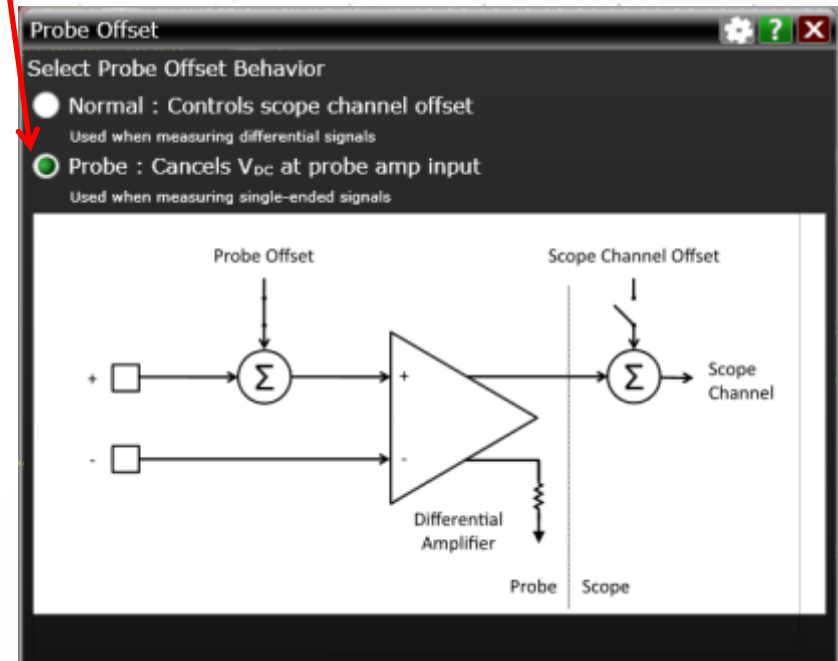 Probe Offset
Select Probe Offset Behavior
Normal : Controls scope channel offset
Used when measuring differential signals
Probe : Cancels VDC at probe amp input
Used when measuring single-ended signals
Probe Offset
Scope Channel Offset
+
Σ
+
Σ
Scope
Channel
-
-
Differential
Amplifier
Probe
Scope